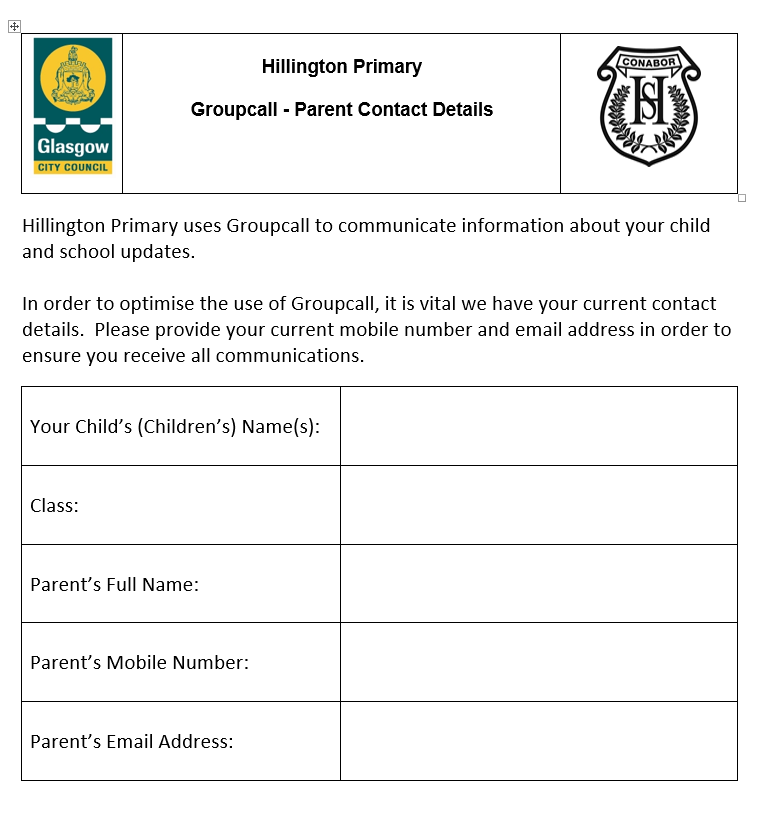 Hillington Primary
Groupcall - Parent Contact Details
Glasgow
CITY COUNCIL
CONABOR
HS
Hillington Primary uses Groupcall to communicate information about your child
and school updates.
In order to optimise the use of Groupcall, it is vital we have your current contact
details.  Please provide your current mobile number and email address in order to
ensure you receive all communications.
Your Child’s (Children’s) Name(s):
Class:
Parent’s Full Name:
Parent’s Mobile Number:
Parent’s Email Address: